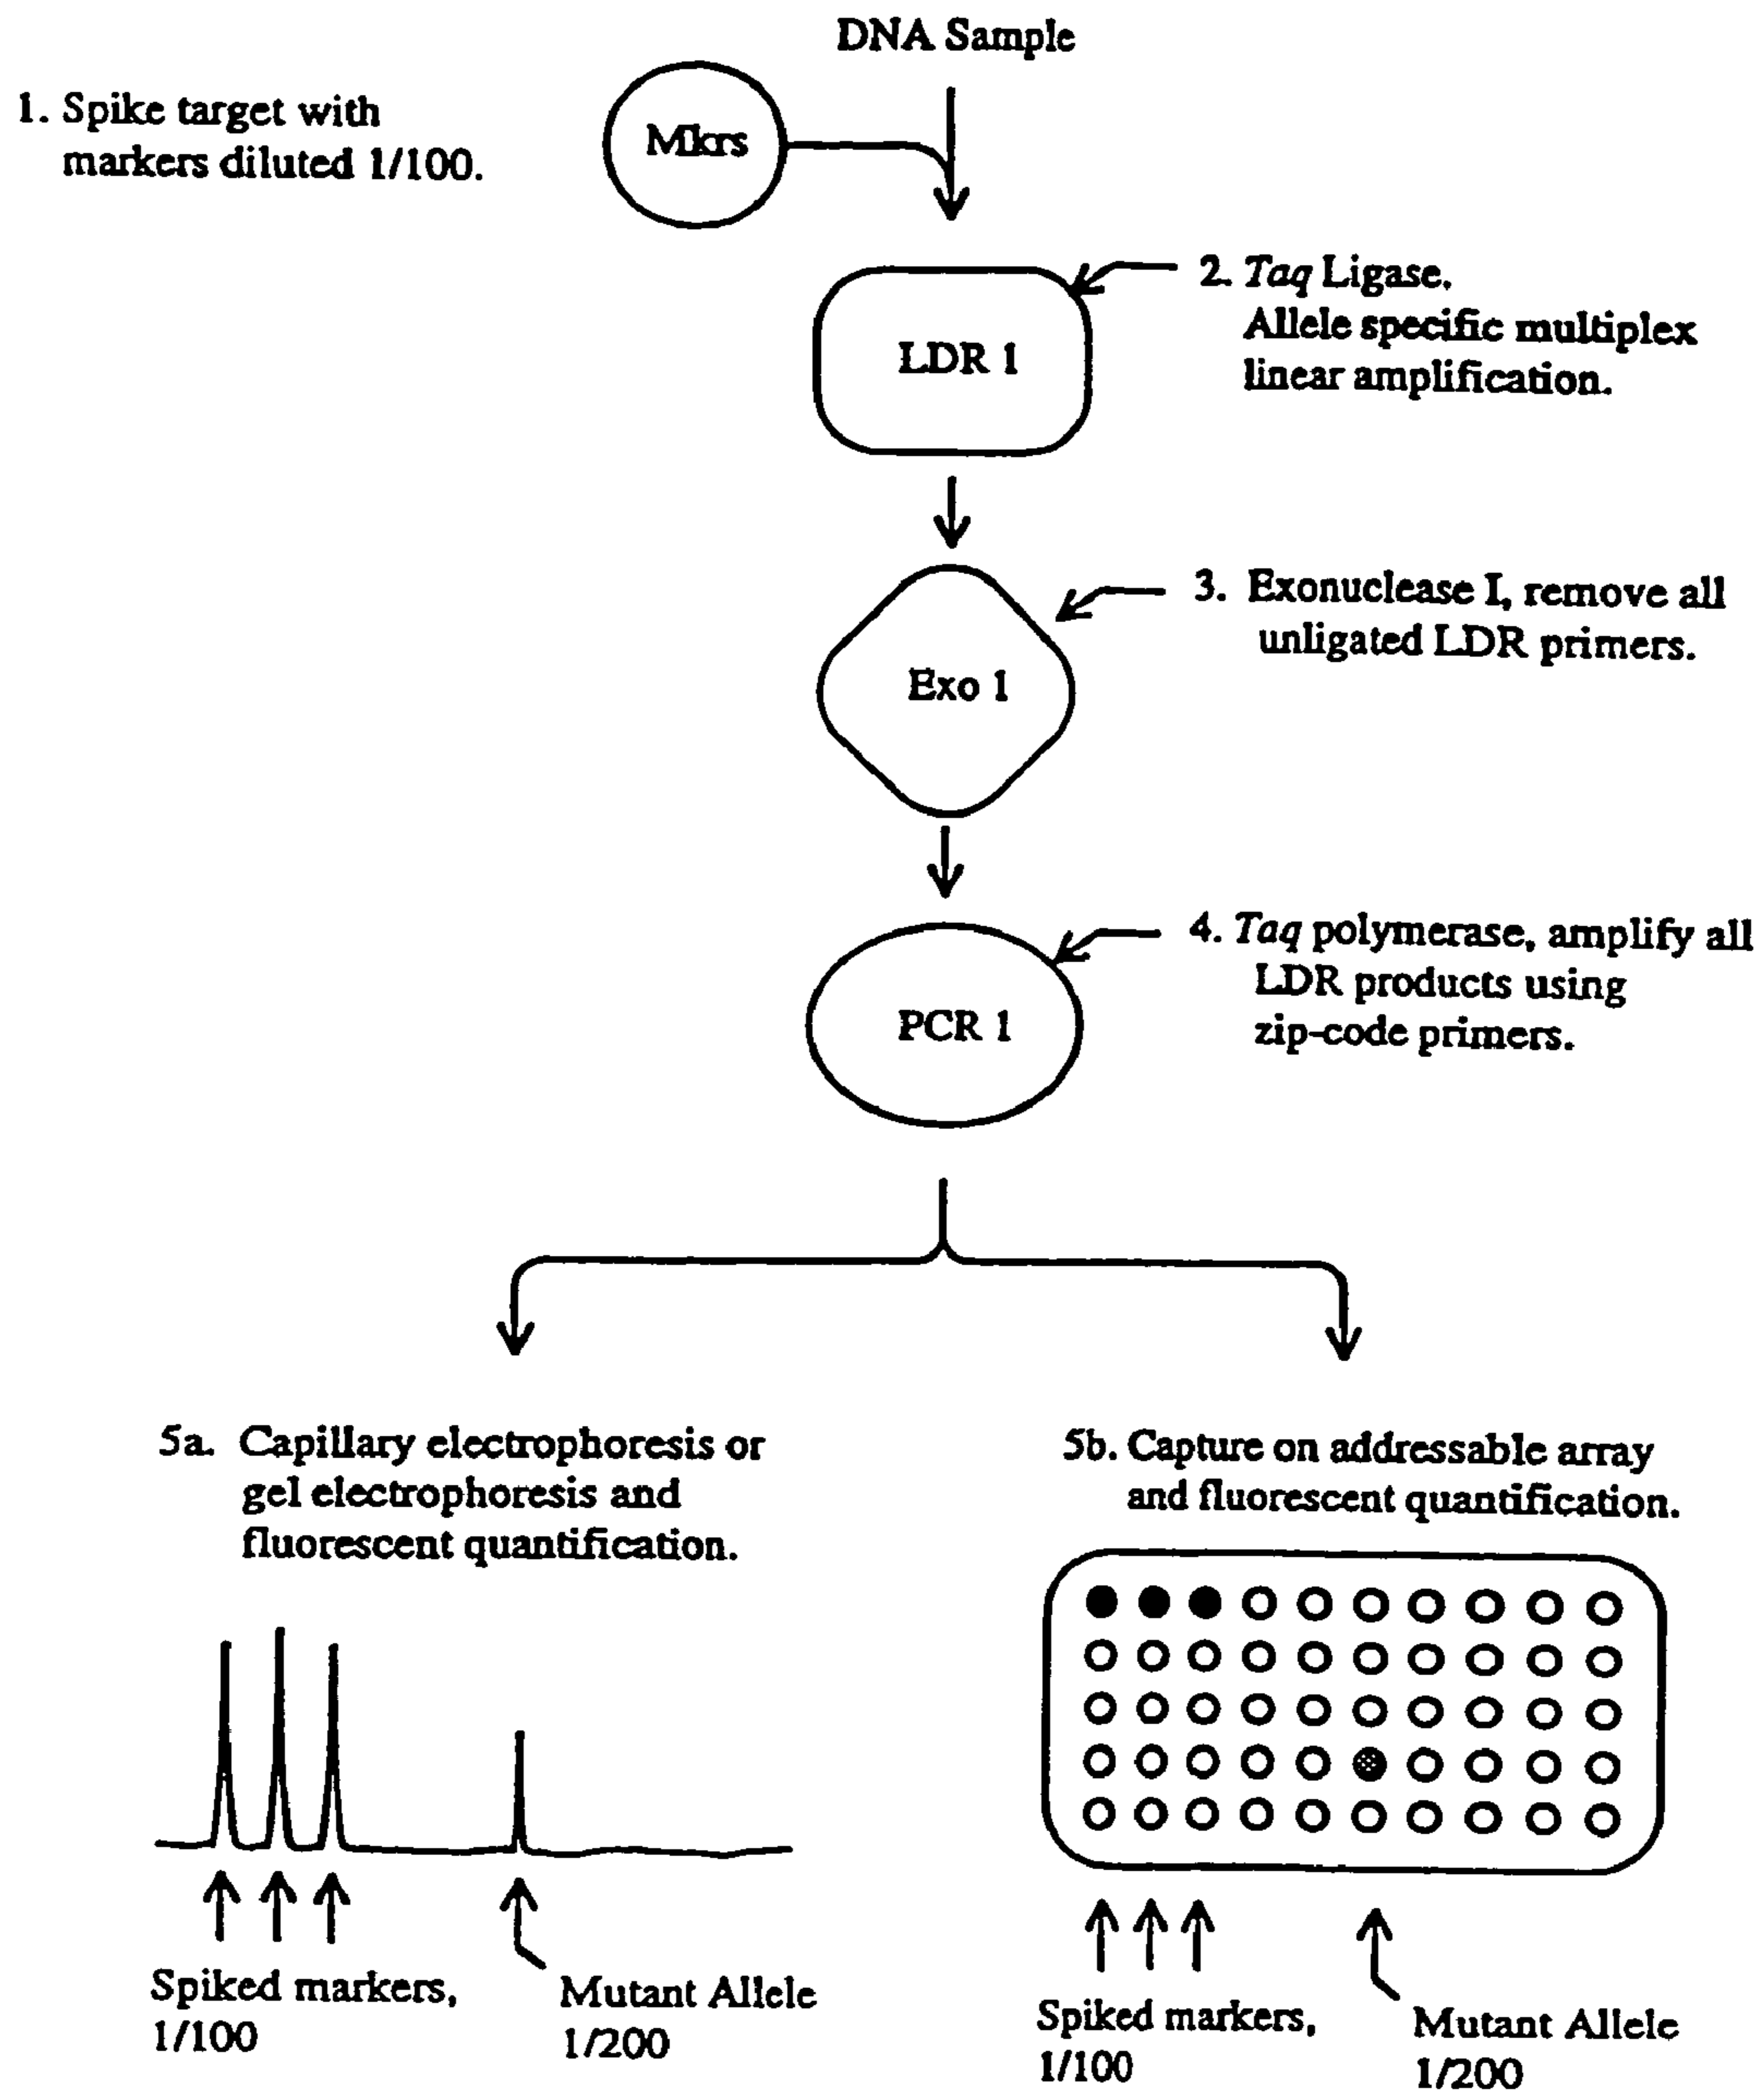 DNA Sample
1. Spike target with
markers diluted 1/100.
Mkrs
2. Taq Ligase.
Allele specific multiplex
linear amplification.
LDR 1
3. Exonuclease I, remove all
unligated LDR primers.
Exo 1
4. Taq polymerase, amplify all
LDR products using
zip-code primers.
PCR 1
5a. Capillary electrophoresis or
gel electrophoresis and
fluorescent quantification.
5b. Capture on addressable array
and fluorescent quantification.
Spiked markers,
1/100
Mutant Allele
1/200
Spiked markers,
1/100
Mutant Allele
1/200